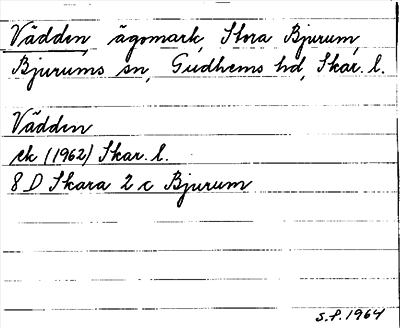 Vädden, ägomark, Stora Bjurum,
Bjurums sn, Gudhems hd, Skar. l.
Vädden
ek (1962) Skar. l.
8 D Skara 2 c Bjurum
S.P. 1964